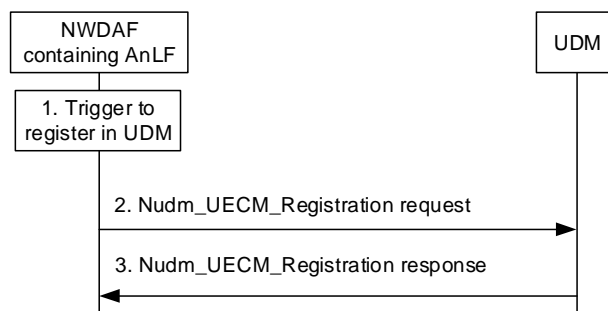 NWDAF
containing AnLF
UDM
1. Trigger to
register in UDM
2. Nudm_UECM_Registration request
3. Nudm_UECM_Registration response